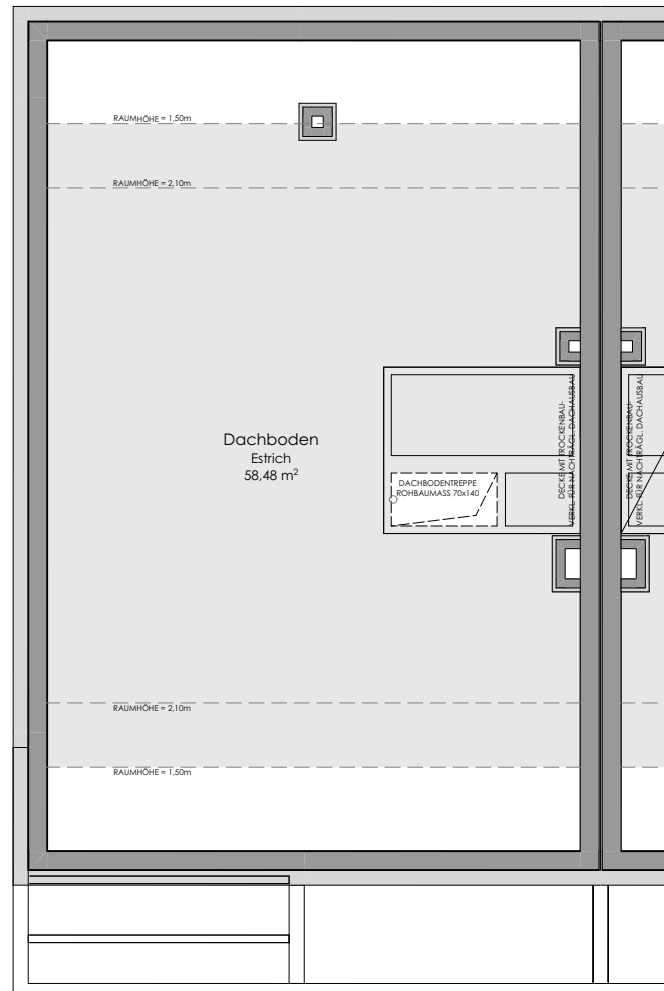 RAUMHÖHE = 1,50m
RAUMHÖHE = 2,10m
Dachboden
Estrich
58,48 m²
DACHBODENTREPPE
ROHBAUMASS 70x140
DECKE MIT TROCKENBAU-
VERKL. FÜR NACHTRÄGL. DACHAUSBAU
DECKE MIT TROCKENBAU-
VERKL. FÜR NACHTRÄGL. DACHAUSBAU
RAUMHÖHE = 2,10m
RAUMHÖHE = 1,50m